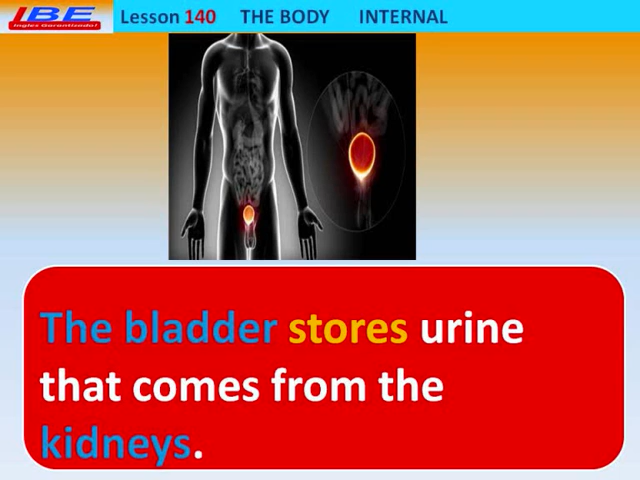 IBE Lesson 140 THE BODY INTERNAL
Ingles Garantizado!
The bladder stores urine
that comes from the
kidneys.